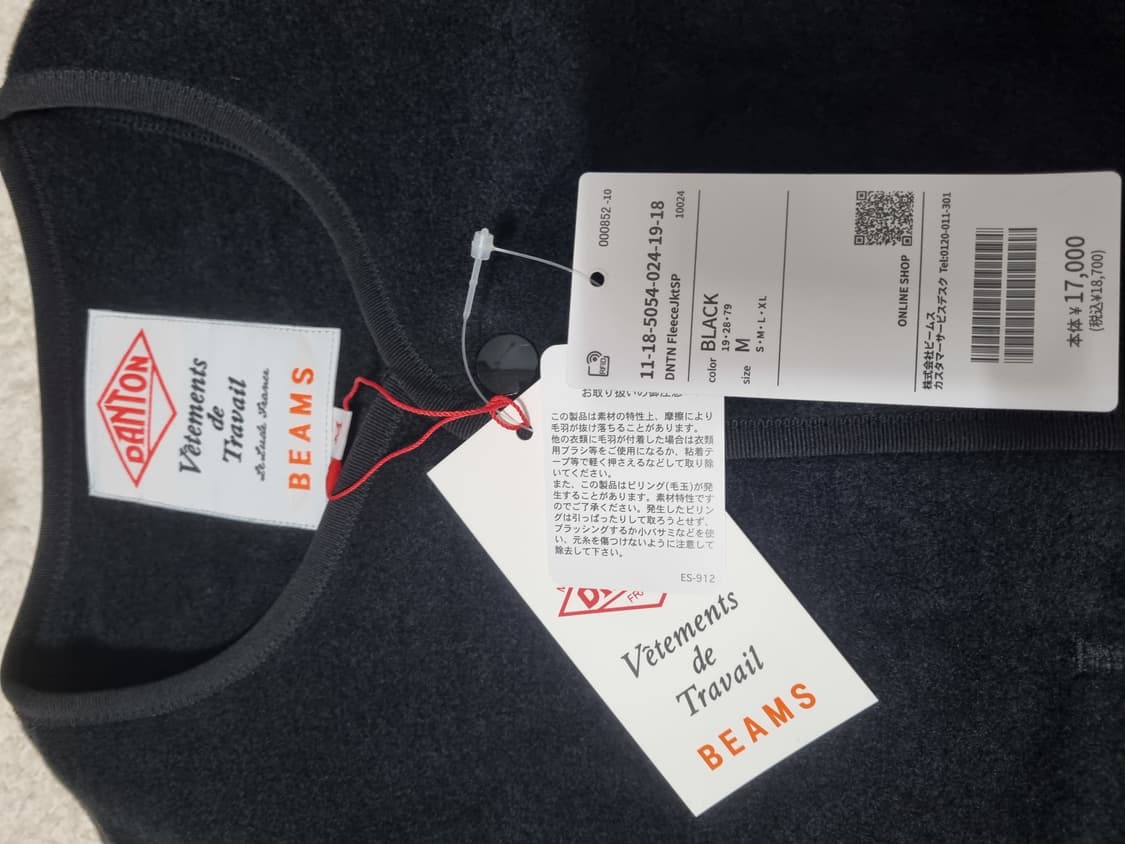 DANTON
Vêtements
de
Travail
BEAMS
M
000852 -10
11-18-5054-024-19-18
DNTN FleeceJktSP 10024
color BLACK
19・28・79
size M
S・M・L・XL
ONLINE SHOP
株式会社ビームス
カスタマーサービスデスク Tel:0120-011-301
本体 ¥17,000
(税込¥18,700)
RFID
お取り扱いの御注意
この製品は素材の特性上、摩擦により
毛羽が抜け落ちることがあります。
他の衣類に毛羽が付着した場合は衣類
用ブラシ等をご使用になるか、粘着テ
ープ等で軽く押さえるなどして取り除
いてください。
また、この製品はピリング(毛玉)が発
生することがあります。素材特性です
のでご了承ください。発生したピリン
グは引っぱったりして取ろうとせず、
ブラッシングするか小バサミなどを使
い、元糸を傷つけないように注意して
除去して下さい。
ES-912
Vêtements
de
Travail
BEAMS